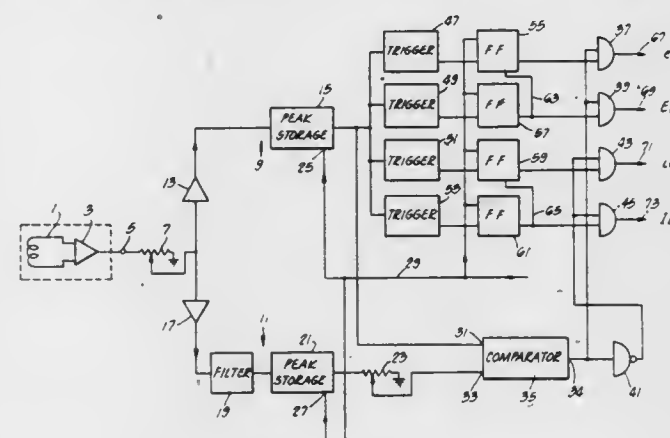 47
55
37
67
TRIGGER
FF
e
49
63
39
69
TRIGGER
FF
E
15
57
PEAK
STORAGE
9
25
51
59
43
71
TRIGGER
FF
13
53
65
45
73
TRIGGER
FF
61
1
3
5
7
29
17
11
21
23
31
COMPARATOR
34
FILTER
PEAK
STORAGE
19
27
33
35
41